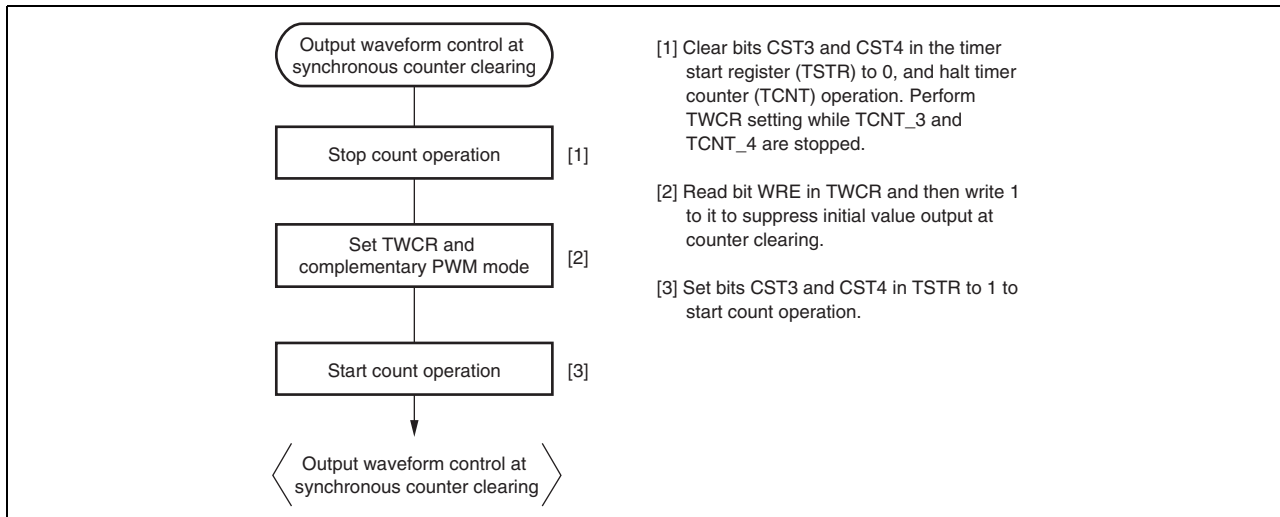 Output waveform control at
synchronous counter clearing
Stop count operation
[1]
Set TWCR and
complementary PWM mode
[2]
Start count operation
[3]
Output waveform control at
synchronous counter clearing
[1] Clear bits CST3 and CST4 in the timer
start register (TSTR) to 0, and halt timer
counter (TCNT) operation. Perform
TWCR setting while TCNT_3 and
TCNT_4 are stopped.
[2] Read bit WRE in TWCR and then write 1
to it to suppress initial value output at
counter clearing.
[3] Set bits CST3 and CST4 in TSTR to 1 to
start count operation.